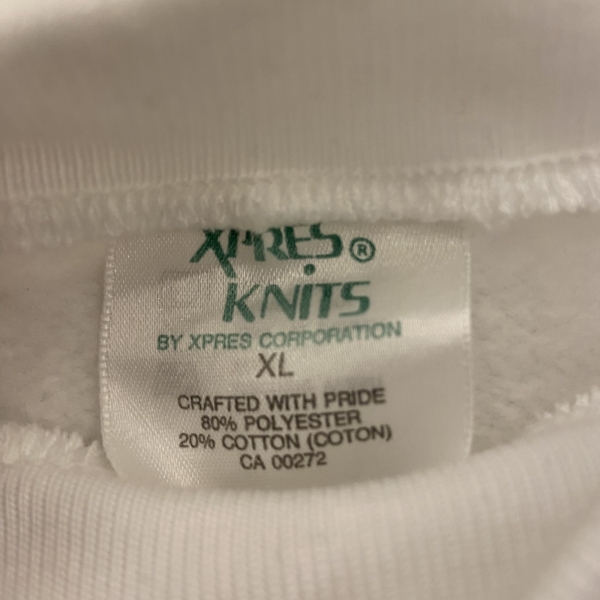 XPRES®
KNITS
BY XPRES CORPORATION
XL
CRAFTED WITH PRIDE
80% POLYESTER
20% COTTON (COTON)
CA 00272